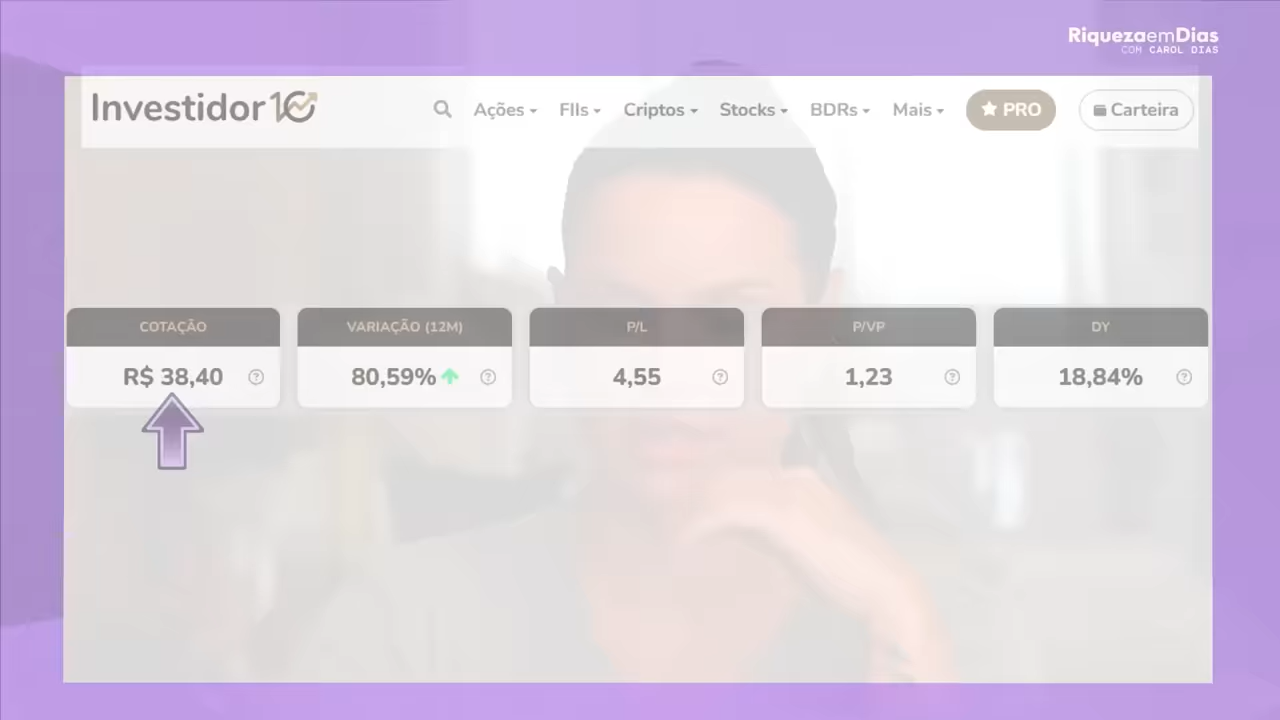 RiquezaemDias
COM CAROL DIAS
Investidor10
Ações
FIIs
Criptos
Stocks
BDRs
Mais
PRO
Carteira
COTAÇÃO
VARIAÇÃO (12M)
P/L
P/VP
DY
R$ 38,40
80,59%
4,55
1,23
18,84%